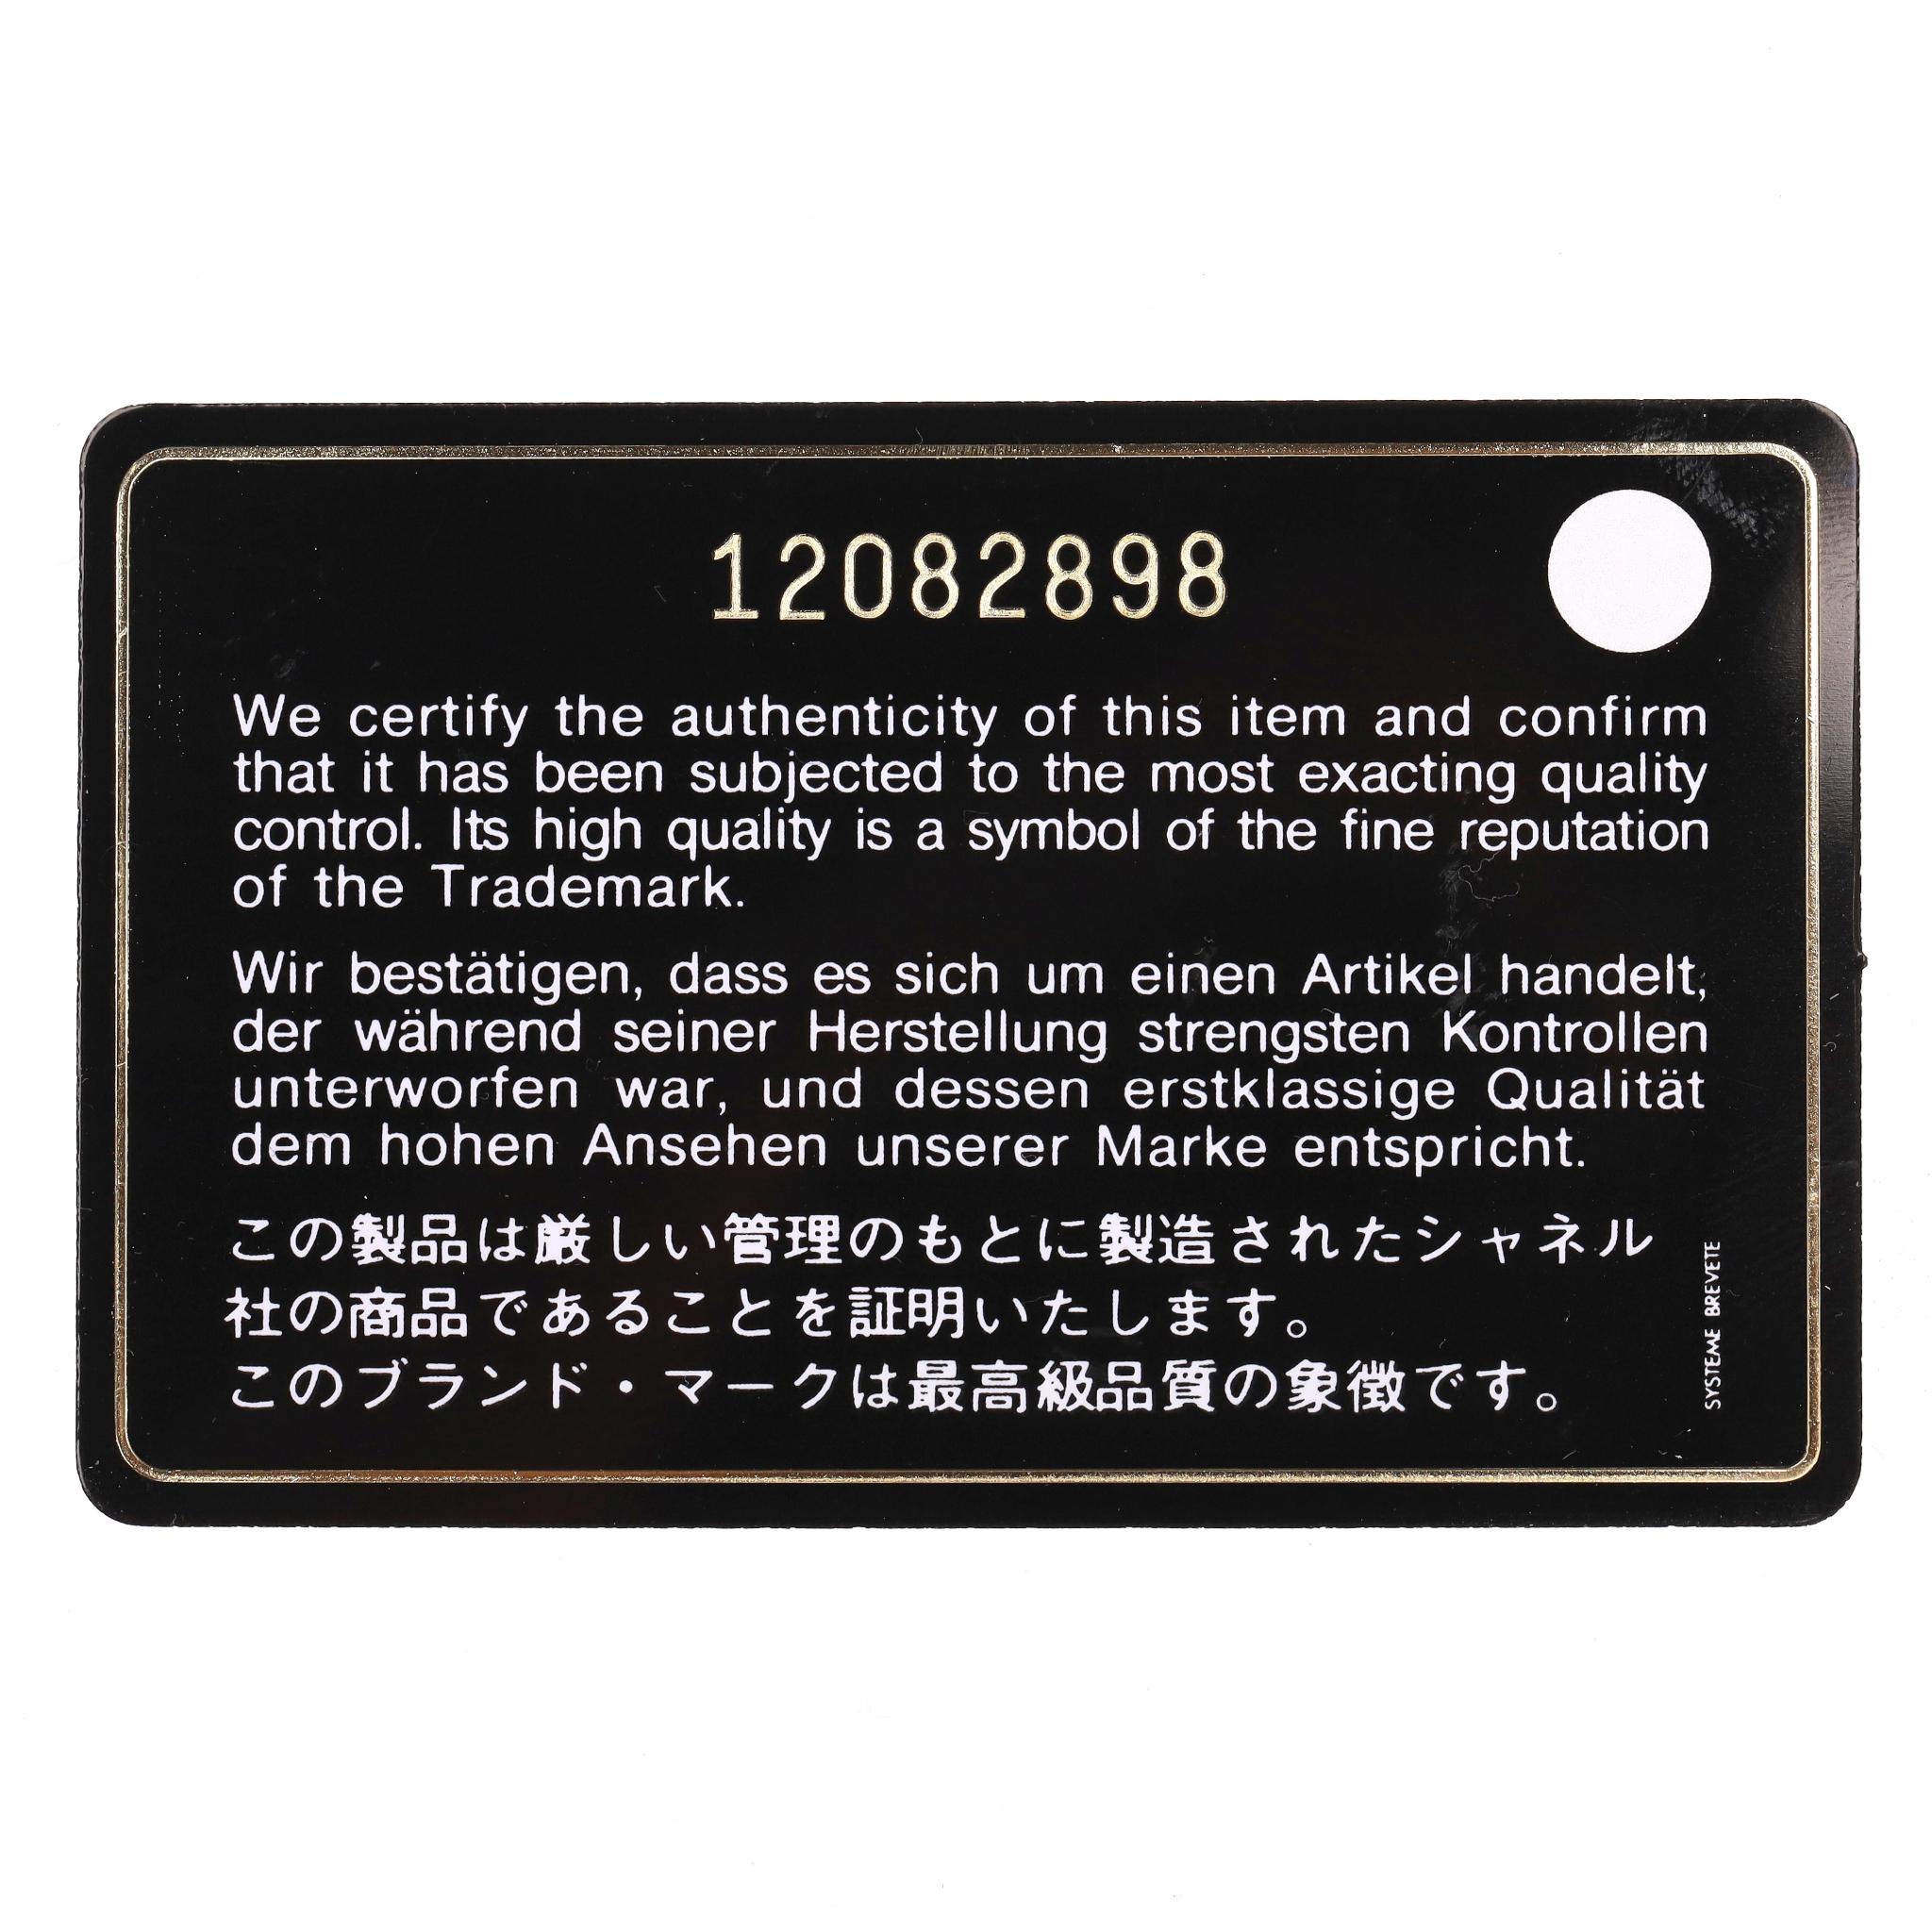 12082898
We certify the authenticity of this item and confirm
that it has been subjected to the most exacting quality
control. Its high quality is a symbol of the fine reputation
of the Trademark.
Wir bestätigen, dass es sich um einen Artikel handelt,
der während seiner Herstellung strengsten Kontrollen
unterworfen war, und dessen erstklassige Qualität
dem hohen Ansehen unserer Marke entspricht.
この製品は厳しい管理のもとに製造されたシャネル
社の商品であることを証明いたします。
このブランド・マークは最高級品質の象徴です。
SYSTEME BREVETE